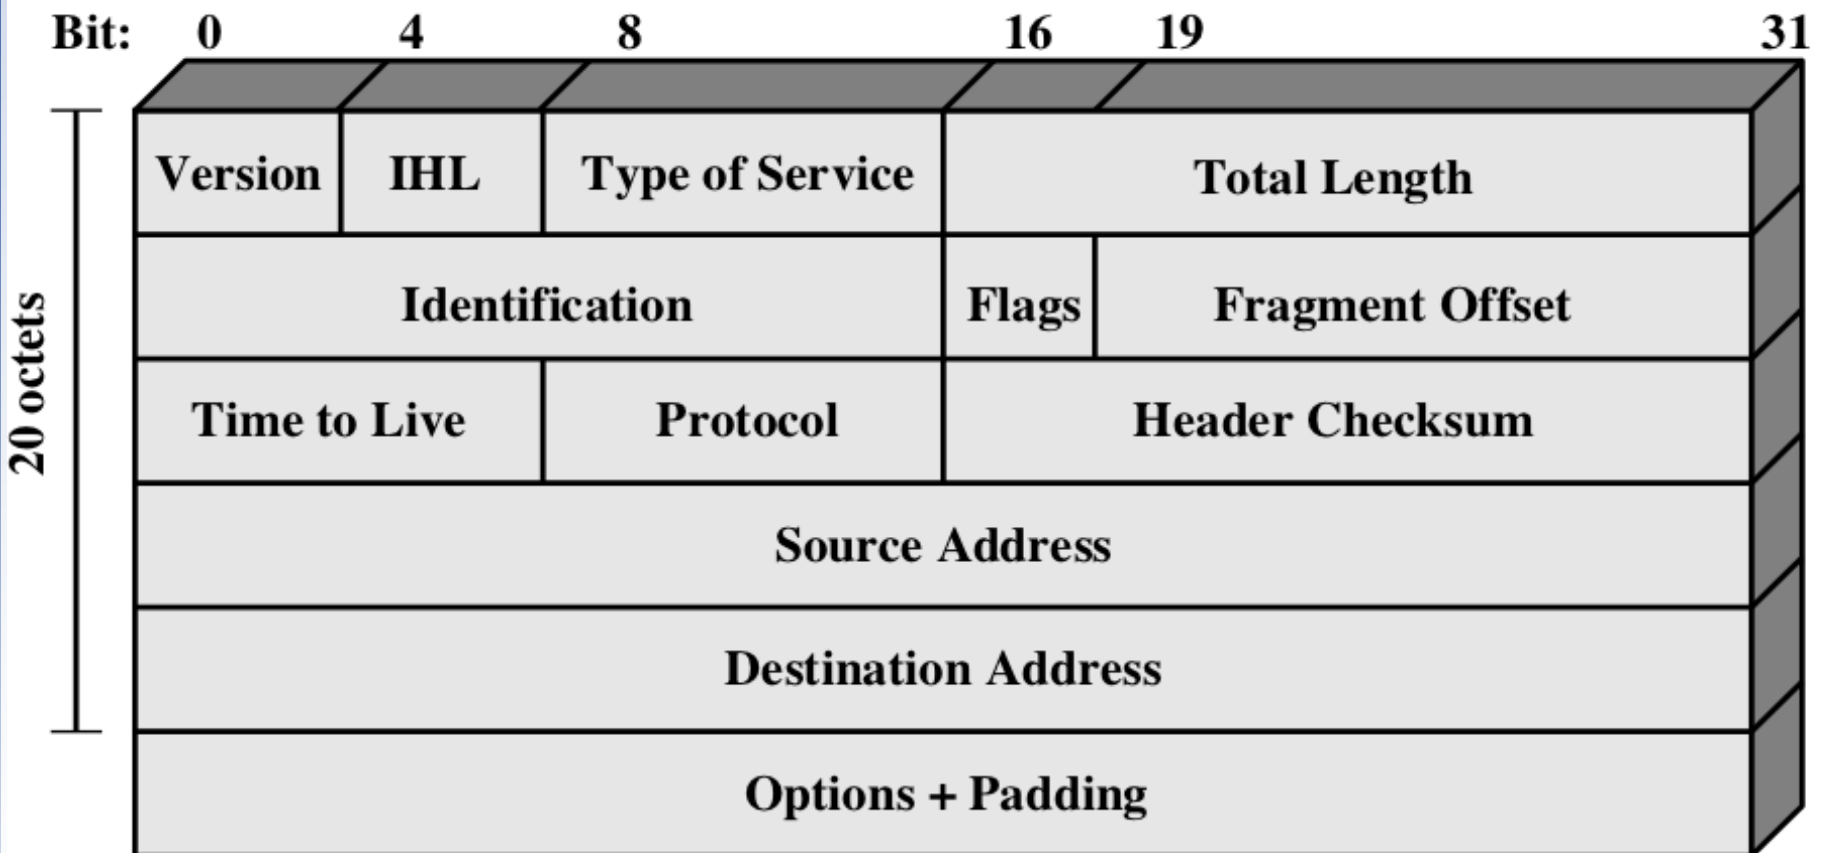 Bit: 0 4 8 16 19 31
Version IHL Type of Service Total Length
Identification Flags Fragment Offset
Time to Live Protocol Header Checksum
Source Address
Destination Address
Options + Padding
20 octets